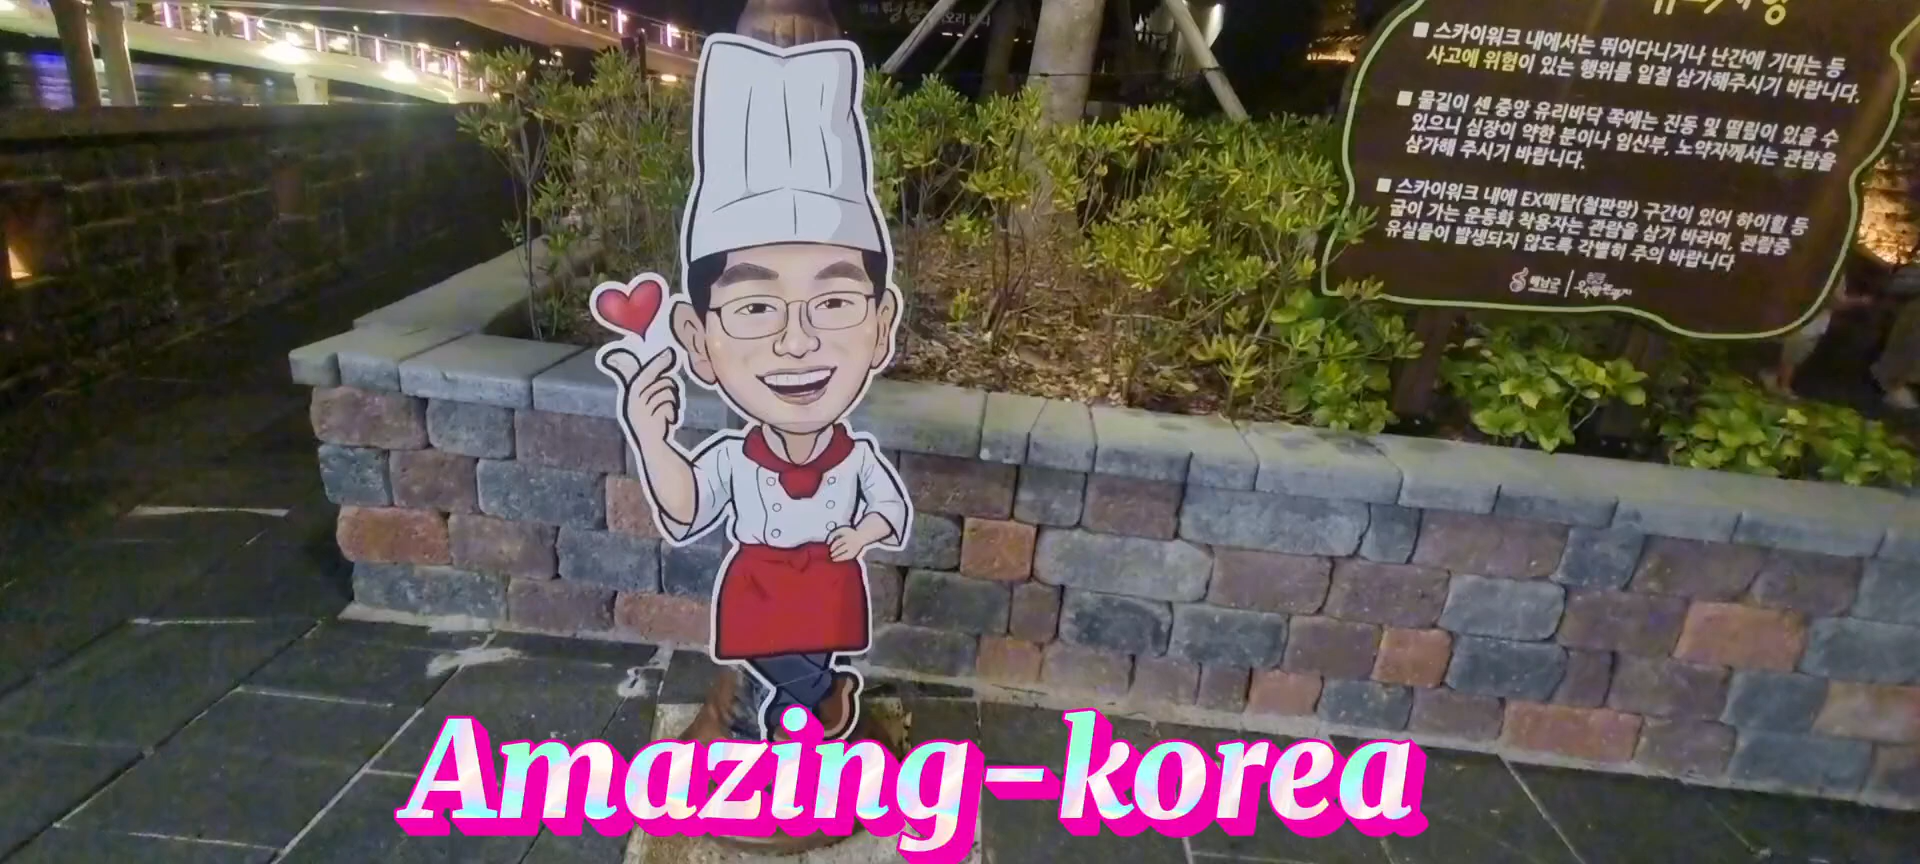 ■ 스카이워크 내에서는 뛰어다니거나 난간에 기대는 등
사고에 위험이 있는 행위를 일절 삼가해주시기 바랍니다.
■ 물길이 센 중앙 유리바닥 쪽에는 진동 및 떨림이 있을 수
있으니 심장이 약한 분이나 임산부, 노약자께서는 관람을
삼가해 주시기 바랍니다.
■ 스카이워크 내에 EX메탈(철판망) 구간이 있어 하이힐 등
굽이 가는 운동화 착용자는 관람을 삼가 바라며, 관람중
유실물이 발생되지 않도록 각별히 주의 바랍니다
해남군
Amazing-korea